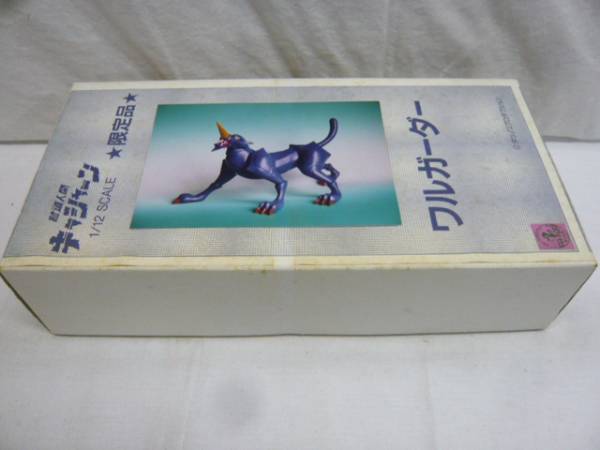 新造人間
キャシャーン
1/12 SCALE
★限定品★
ワルガーダー